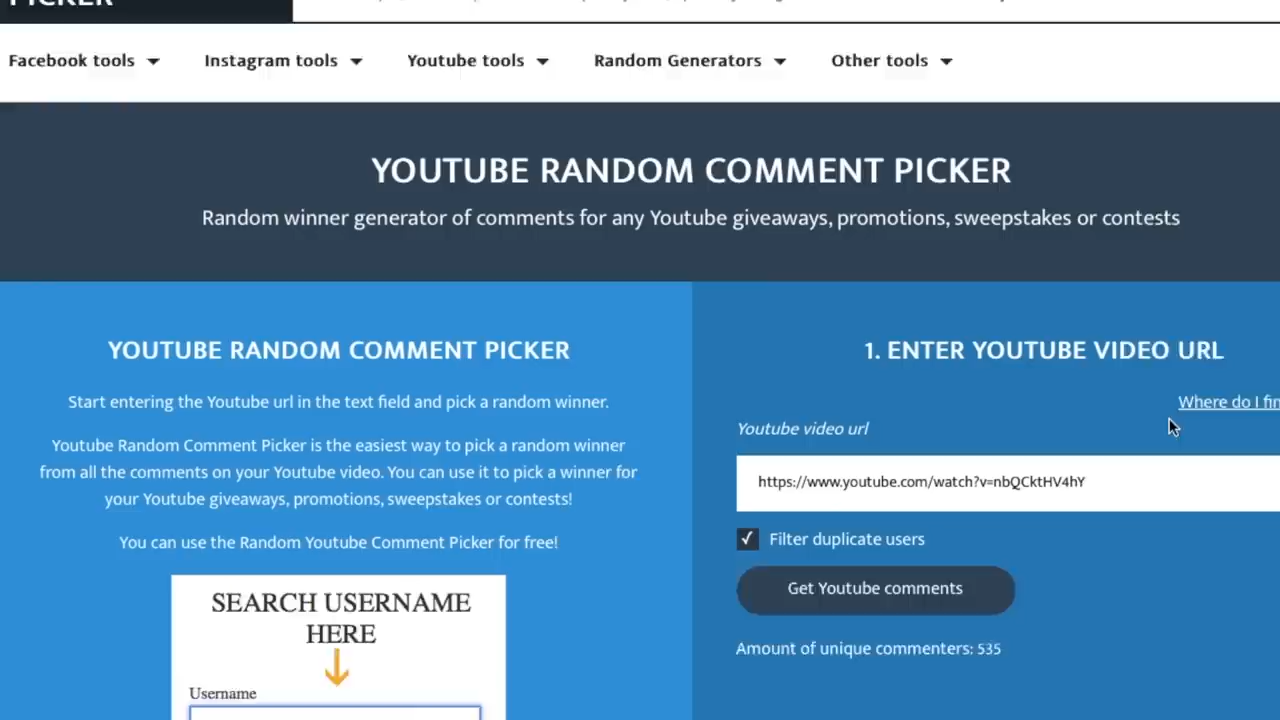 PICKER
Facebook tools
Instagram tools
Youtube tools
Random Generators
Other tools
YOUTUBE RANDOM COMMENT PICKER
Random winner generator of comments for any Youtube giveaways, promotions, sweepstakes or contests
YOUTUBE RANDOM COMMENT PICKER
Start entering the Youtube url in the text field and pick a random winner.
Youtube Random Comment Picker is the easiest way to pick a random winner
from all the comments on your Youtube video. You can use it to pick a winner for
your Youtube giveaways, promotions, sweepstakes or contests!
You can use the Random Youtube Comment Picker for free!
SEARCH USERNAME
HERE
Username
1. ENTER YOUTUBE VIDEO URL
Where do I fin
Youtube video url
https://www.youtube.com/watch?v=nbQCktHV4hY
Filter duplicate users
Get Youtube comments
Amount of unique commenters: 535